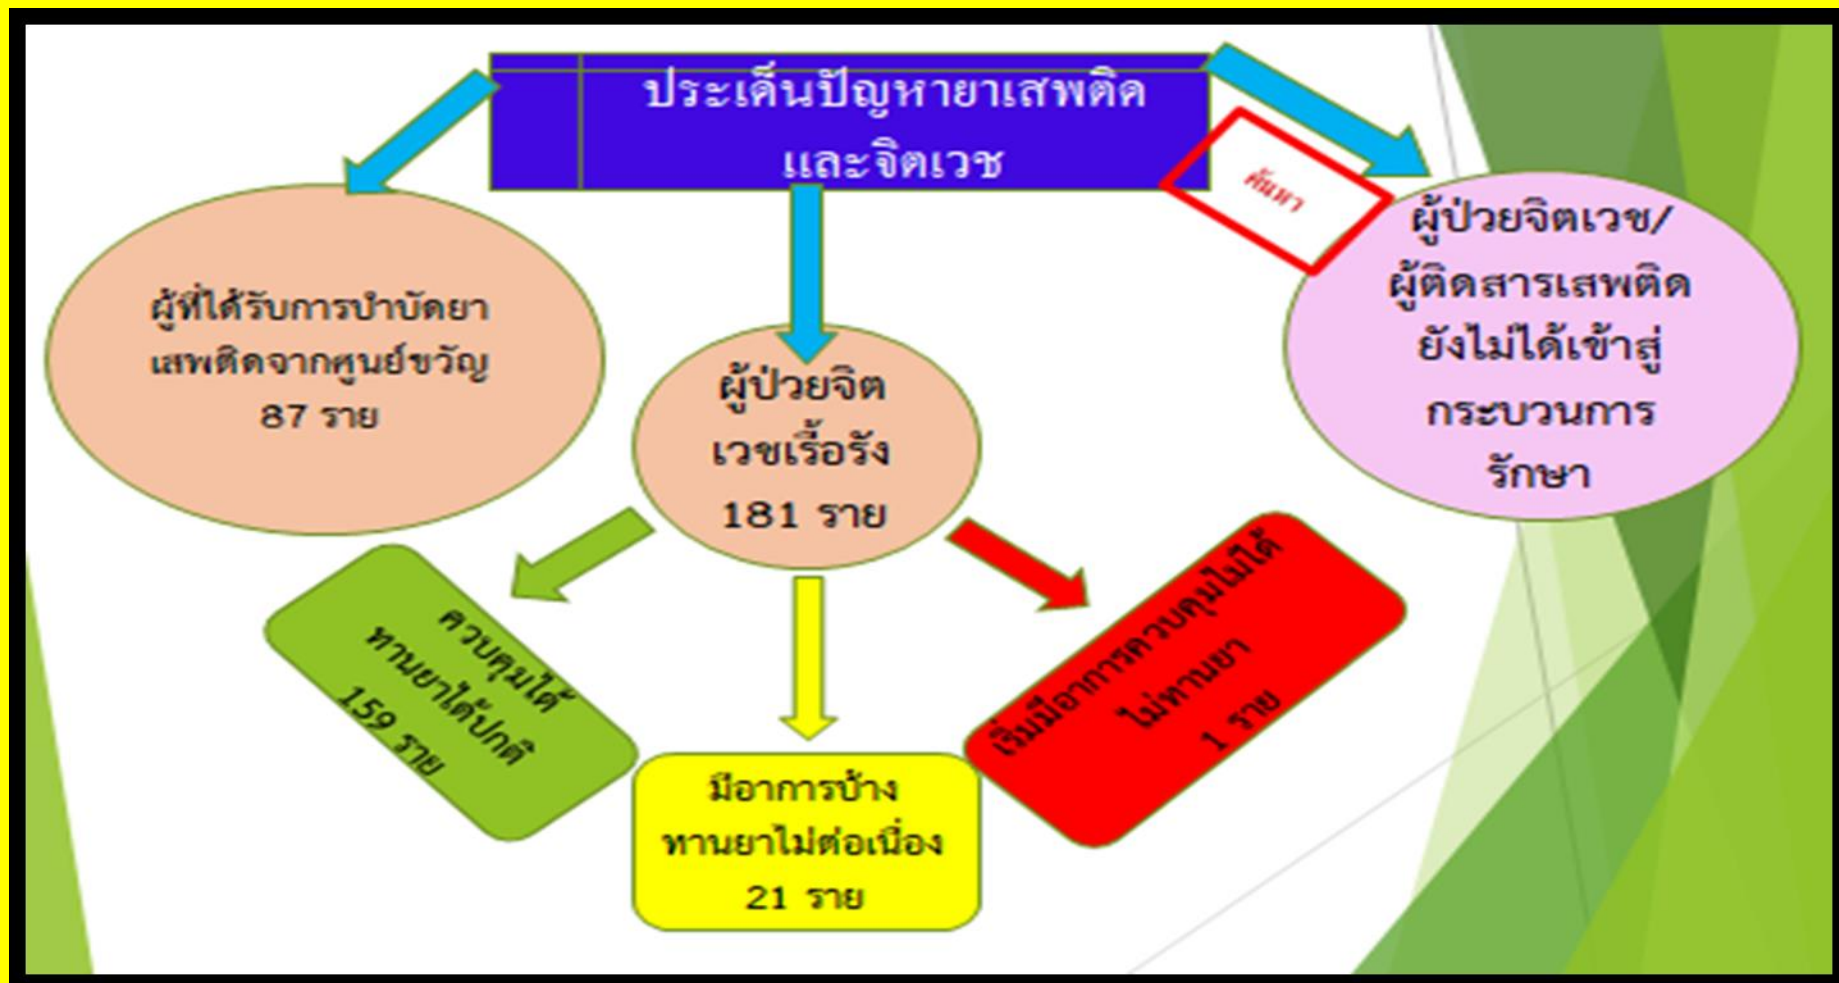 ประเด็นปัญหายาเสพติด
และจิตเวช
ค้นหา
ผู้ที่ได้รับการบำบัดยา
เสพติดจากศูนย์ขวัญ
87 ราย
ผู้ป่วยจิต
เวชเรื้อรัง
181 ราย
ผู้ป่วยจิตเวช/
ผู้ติดสารเสพติด
ยังไม่ได้เข้าสู่
กระบวนการ
รักษา
ควบคุมได้
ทานยาได้ปกติ
159 ราย
มีอาการบ้าง
ทานยาไม่ต่อเนื่อง
21 ราย
เริ่มมีอาการควบคุมไม่ได้
ไม่ทานยา
1 ราย